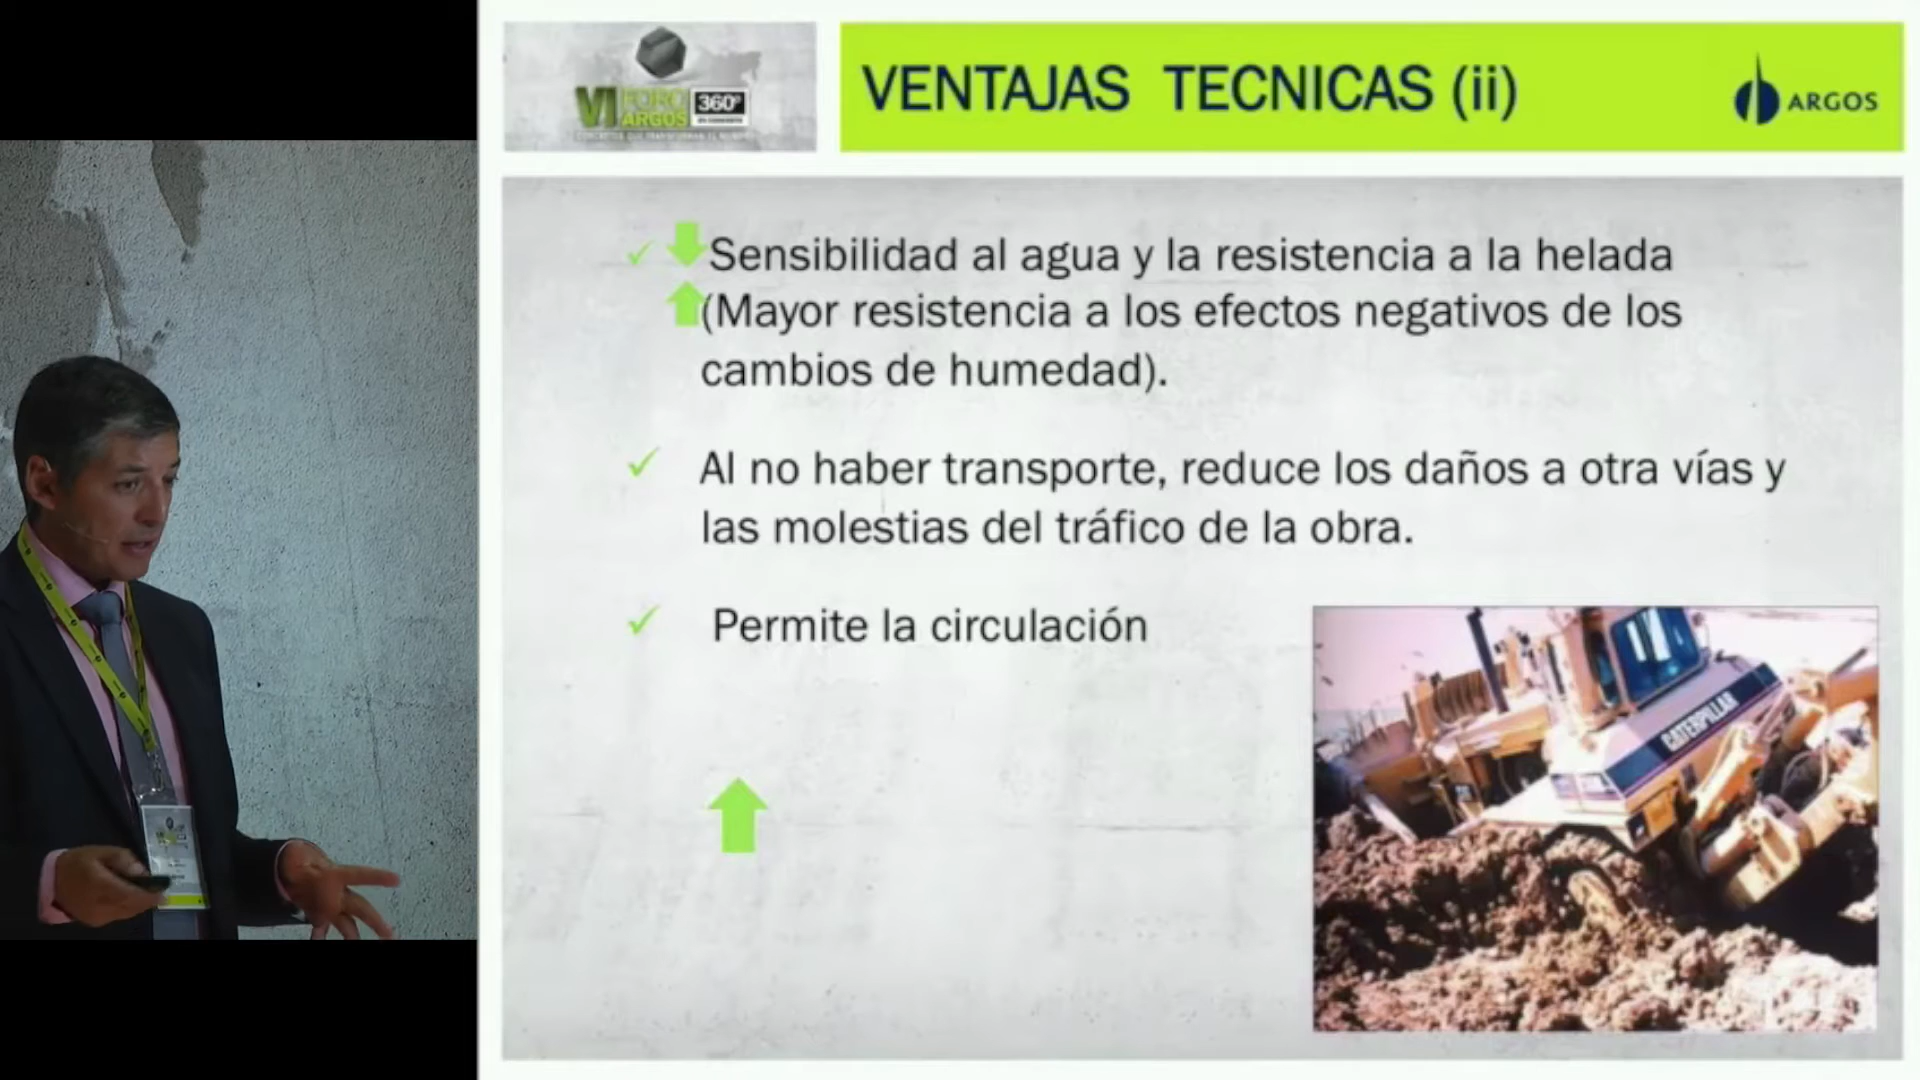 VI FORO ARGOS 360º
VENTAJAS TECNICAS (ii)
ARGOS
Sensibilidad al agua y la resistencia a la helada
(Mayor resistencia a los efectos negativos de los
cambios de humedad).
Al no haber transporte, reduce los daños a otra vías y
las molestias del tráfico de la obra.
Permite la circulación
CATERPILLAR